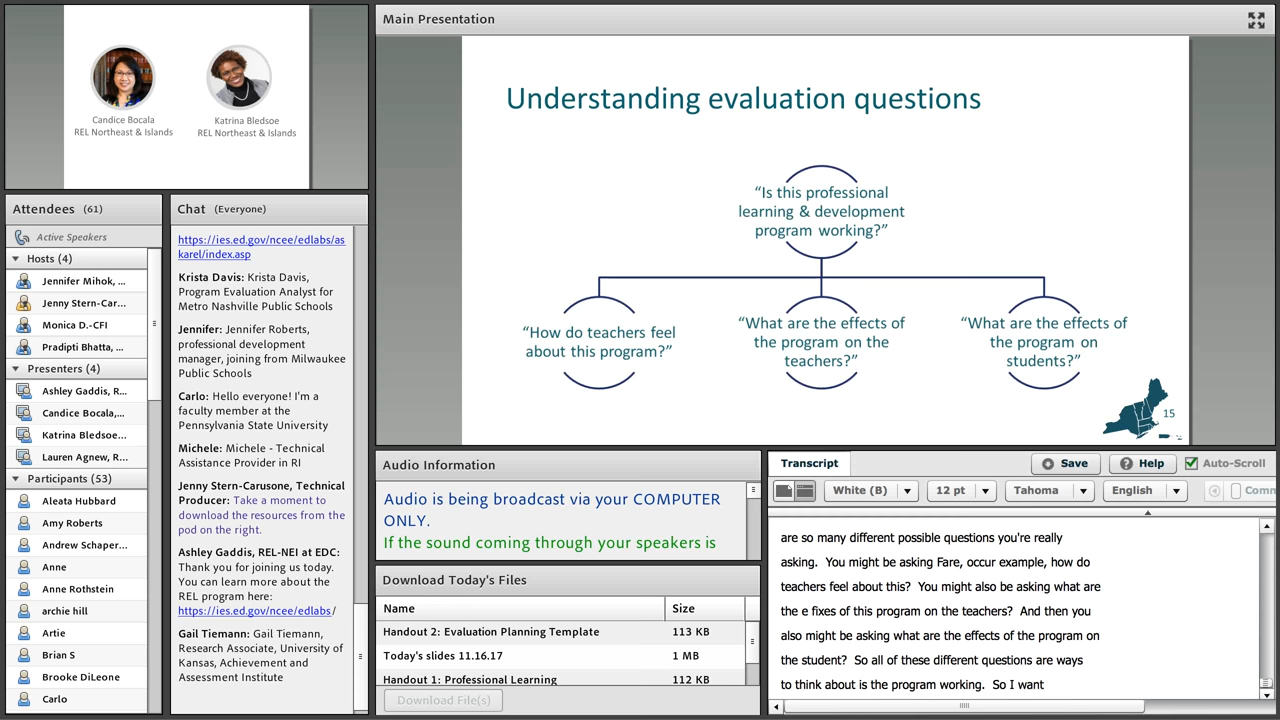 Candice Bocala
REL Northeast & Islands
Katrina Bledsoe
REL Northeast & Islands
Attendees (61)
Active Speakers
Hosts (4)
Jennifer Mihok, ...
Jenny Stern-Car...
Monica D.-CFI
Pradipti Bhatta, ...
Presenters (4)
Ashley Gaddis, R...
Candice Bocala,...
Katrina Bledsoe...
Lauren Agnew, R...
Participants (53)
Aleata Hubbard
Amy Roberts
Andrew Schaper...
Anne
Anne Rothstein
archie hill
Artie
Brian S
Brooke DiLeone
Carlo
Chat (Everyone)
https://ies.ed.gov/ncee/edlabs/as
karel/index.asp
Krista Davis: Krista Davis,
Program Evaluation Analyst for
Metro Nashville Public Schools
Jennifer: Jennifer Roberts,
professional development
manager, joining from Milwaukee
Public Schools
Carlo: Hello everyone! I'm a
faculty member at the
Pennsylvania State University
Michele: Michele - Technical
Assistance Provider in RI
Jenny Stern-Carusone, Technical
Producer: Take a moment to
download the resources from the
pod on the right.
Ashley Gaddis, REL-NEI at EDC:
Thank you for joining us today.
You can learn more about the
REL program here:
https://ies.ed.gov/ncee/edlabs/
Gail Tiemann: Gail Tiemann,
Research Associate, University of
Kansas, Achievement and
Assessment Institute
Main Presentation
Understanding evaluation questions
“Is this professional
learning & development
program working?”
“How do teachers feel
about this program?”
“What are the effects of
the program on the
teachers?”
“What are the effects of
the program on
students?”
15
Audio Information
Audio is being broadcast via your COMPUTER
ONLY.
If the sound coming through your speakers is
Download Today's Files
Name Size
Handout 2: Evaluation Planning Template 113 KB
Today's slides 11.16.17 1 MB
Handout 1: Professional Learning 112 KB
Download File(s)
Transcript Save Help Auto-Scroll
White (B) 12 pt Tahoma English Comm
are so many different possible questions you're really
asking. You might be asking Fare, occur example, how do
teachers feel about this? You might also be asking what are
the e fixes of this program on the teachers? And then you
also might be asking what are the effects of the program on
the student? So all of these different questions are ways
to think about is the program working. So I want